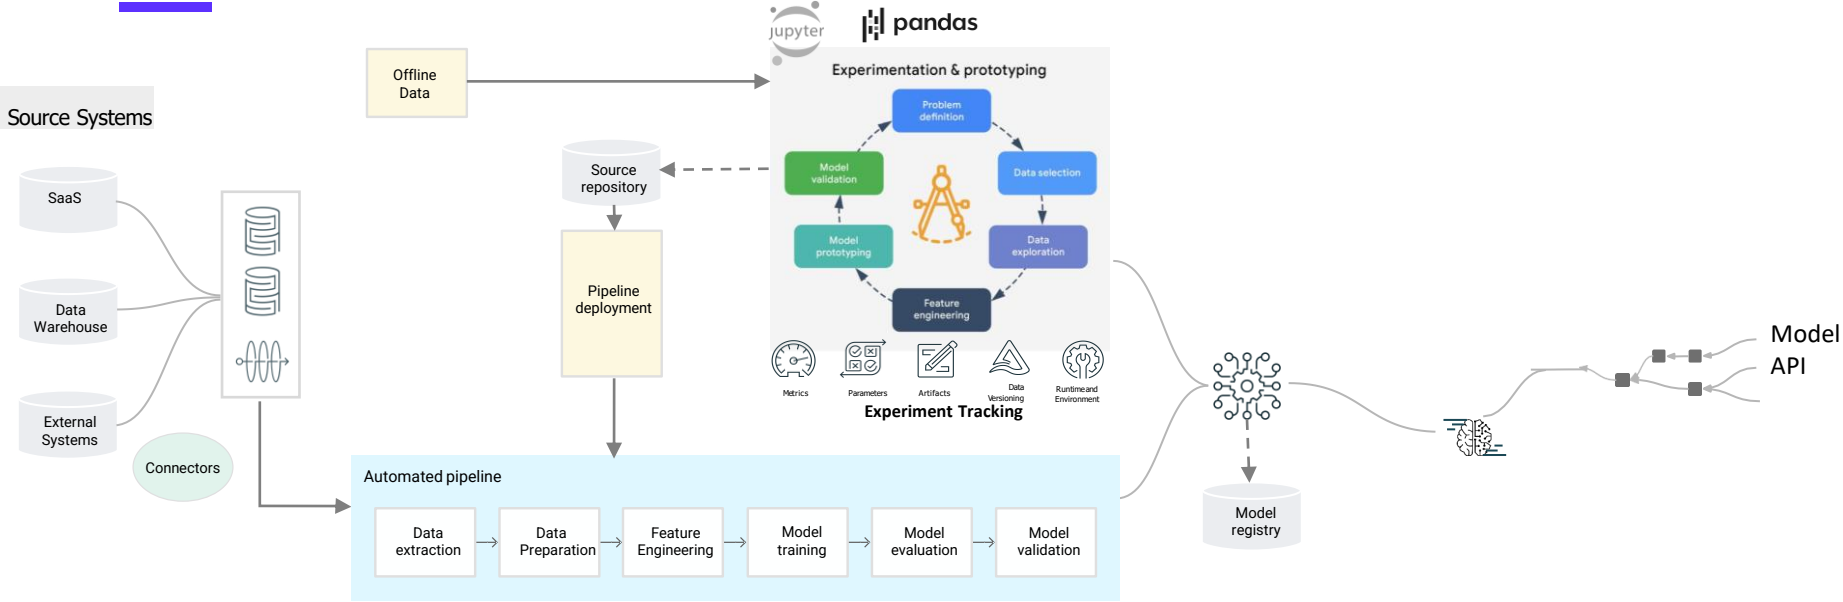 jupyter
pandas
Experimentation & prototyping
Offline
Data
Source Systems
Problem
definition
Source
repository
Model
validation
Data selection
SaaS
Model
prototyping
Data
exploration
Pipeline
deployment
Feature
engineering
Data
Warehouse
Model
API
Metrics
Parameters
Artifacts
Data
Versioning
Runtime and
Environment
Experiment Tracking
External
Systems
Connectors
Automated pipeline
Data
extraction
Data
Preparation
Feature
Engineering
Model
training
Model
evaluation
Model
validation
Model
registry